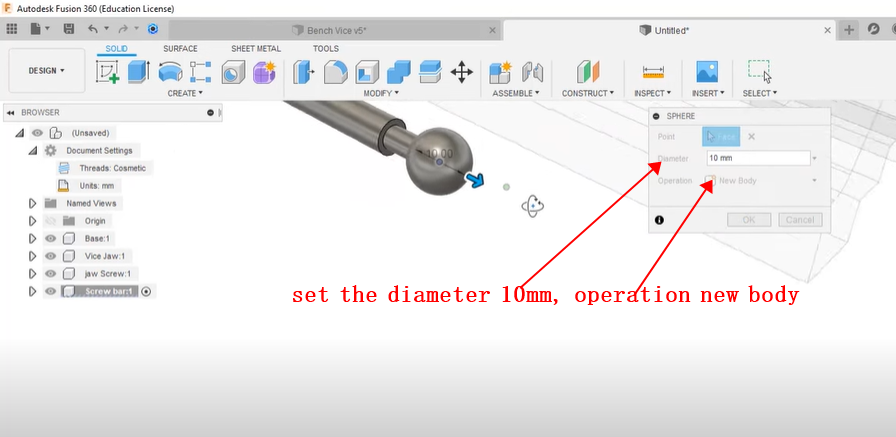 Autodesk Fusion 360 (Education License)
Bench Vice v5*
Untitled*
SOLID SURFACE SHEET METAL TOOLS
DESIGN
CREATE MODIFY ASSEMBLE CONSTRUCT INSPECT INSERT SELECT
BROWSER
(Unsaved)
Document Settings
Threads: Cosmetic
Units: mm
Named Views
Origin
Base:1
Vice Jaw:1
jaw Screw:1
Screw bar:1
10.00
SPHERE
Point Face
Diameter 10 mm
Operation New Body
OK Cancel
set the diameter 10mm, operation new body